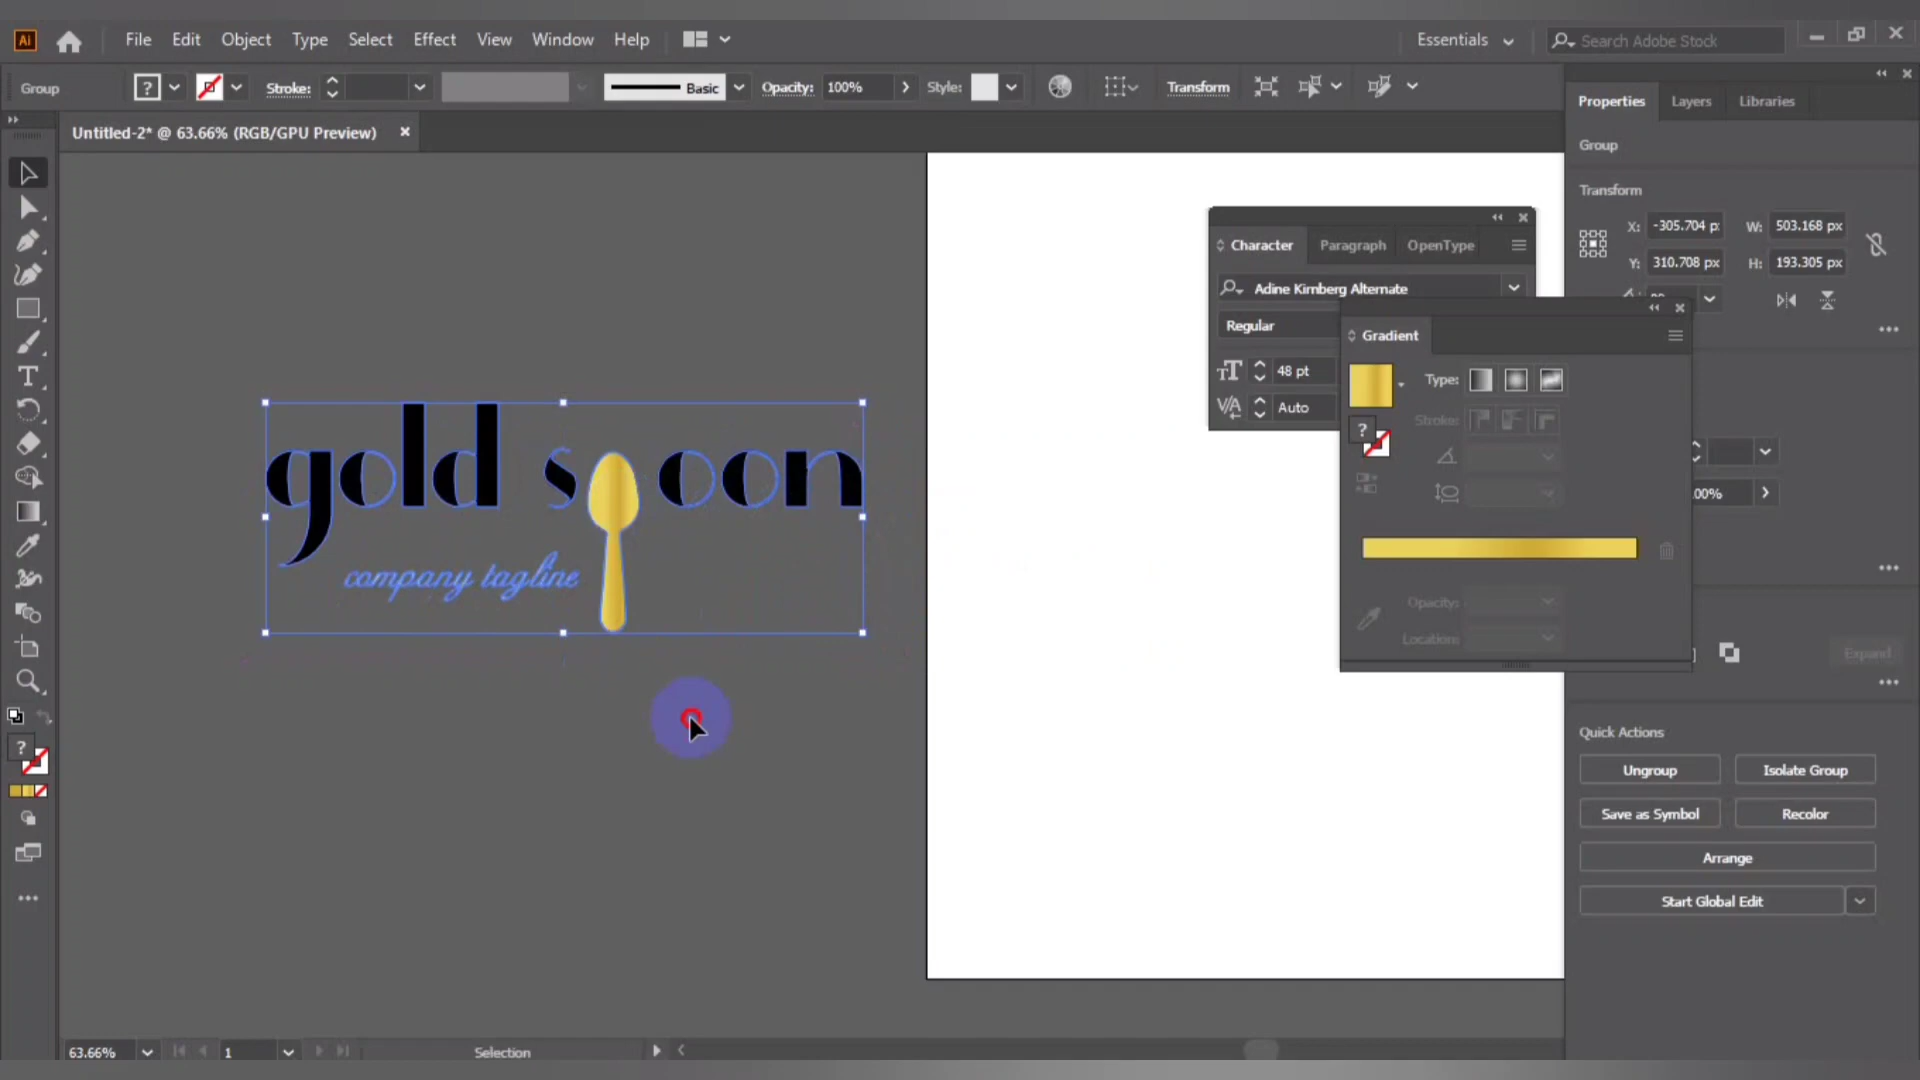 Ai File Edit Object Type Select Effect View Window Help Essentials Search Adobe Stock
Group ? Stroke: Basic Opacity: 100% Style: Transform
Untitled-2* @ 63.66% (RGB/GPU Preview)
Properties Layers Libraries
Group
Transform
X: -305.704 p W: 503.168 px
Y: 310.708 px H: 193.305 px
Character Paragraph OpenType
Adine Kirnberg Alternate
Regular
48 pt
Auto
Gradient
Type:
Stroke:
?
Opacity:
Location:
00%
Expand
gold s oon
company tagline
?
Quick Actions
Ungroup Isolate Group
Save as Symbol Recolor
Arrange
Start Global Edit
63.66% 1 Selection